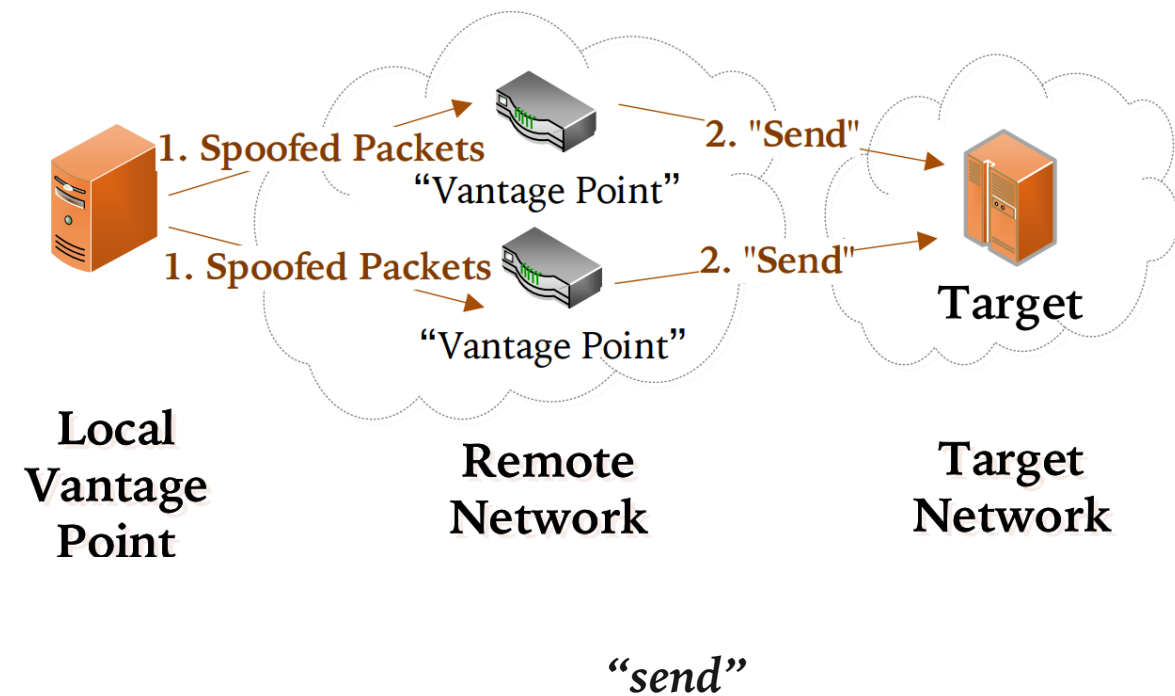 1. Spoofed Packets
2. "Send"
“Vantage Point”
1. Spoofed Packets
2. "Send"
“Vantage Point”
Target
Local
Vantage
Point
Remote
Network
Target
Network
“send”